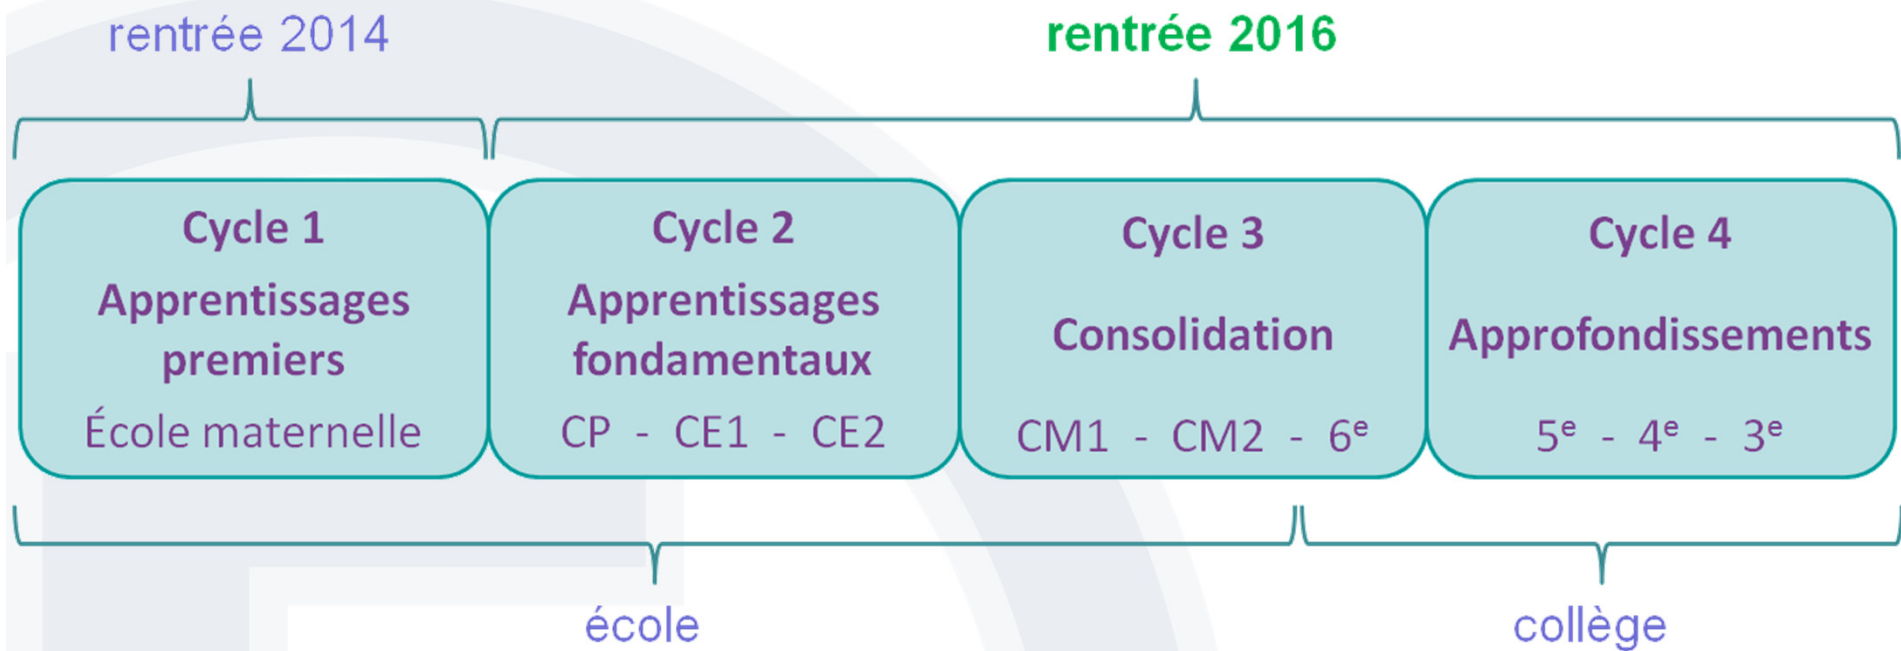 rentrée 2014
rentrée 2016
Cycle 1
Apprentissages
premiers
École maternelle
Cycle 2
Apprentissages
fondamentaux
CP - CE1 - CE2
Cycle 3
Consolidation
CM1 - CM2 - 6ᵉ
Cycle 4
Approfondissements
5ᵉ - 4ᵉ - 3ᵉ
école
collège